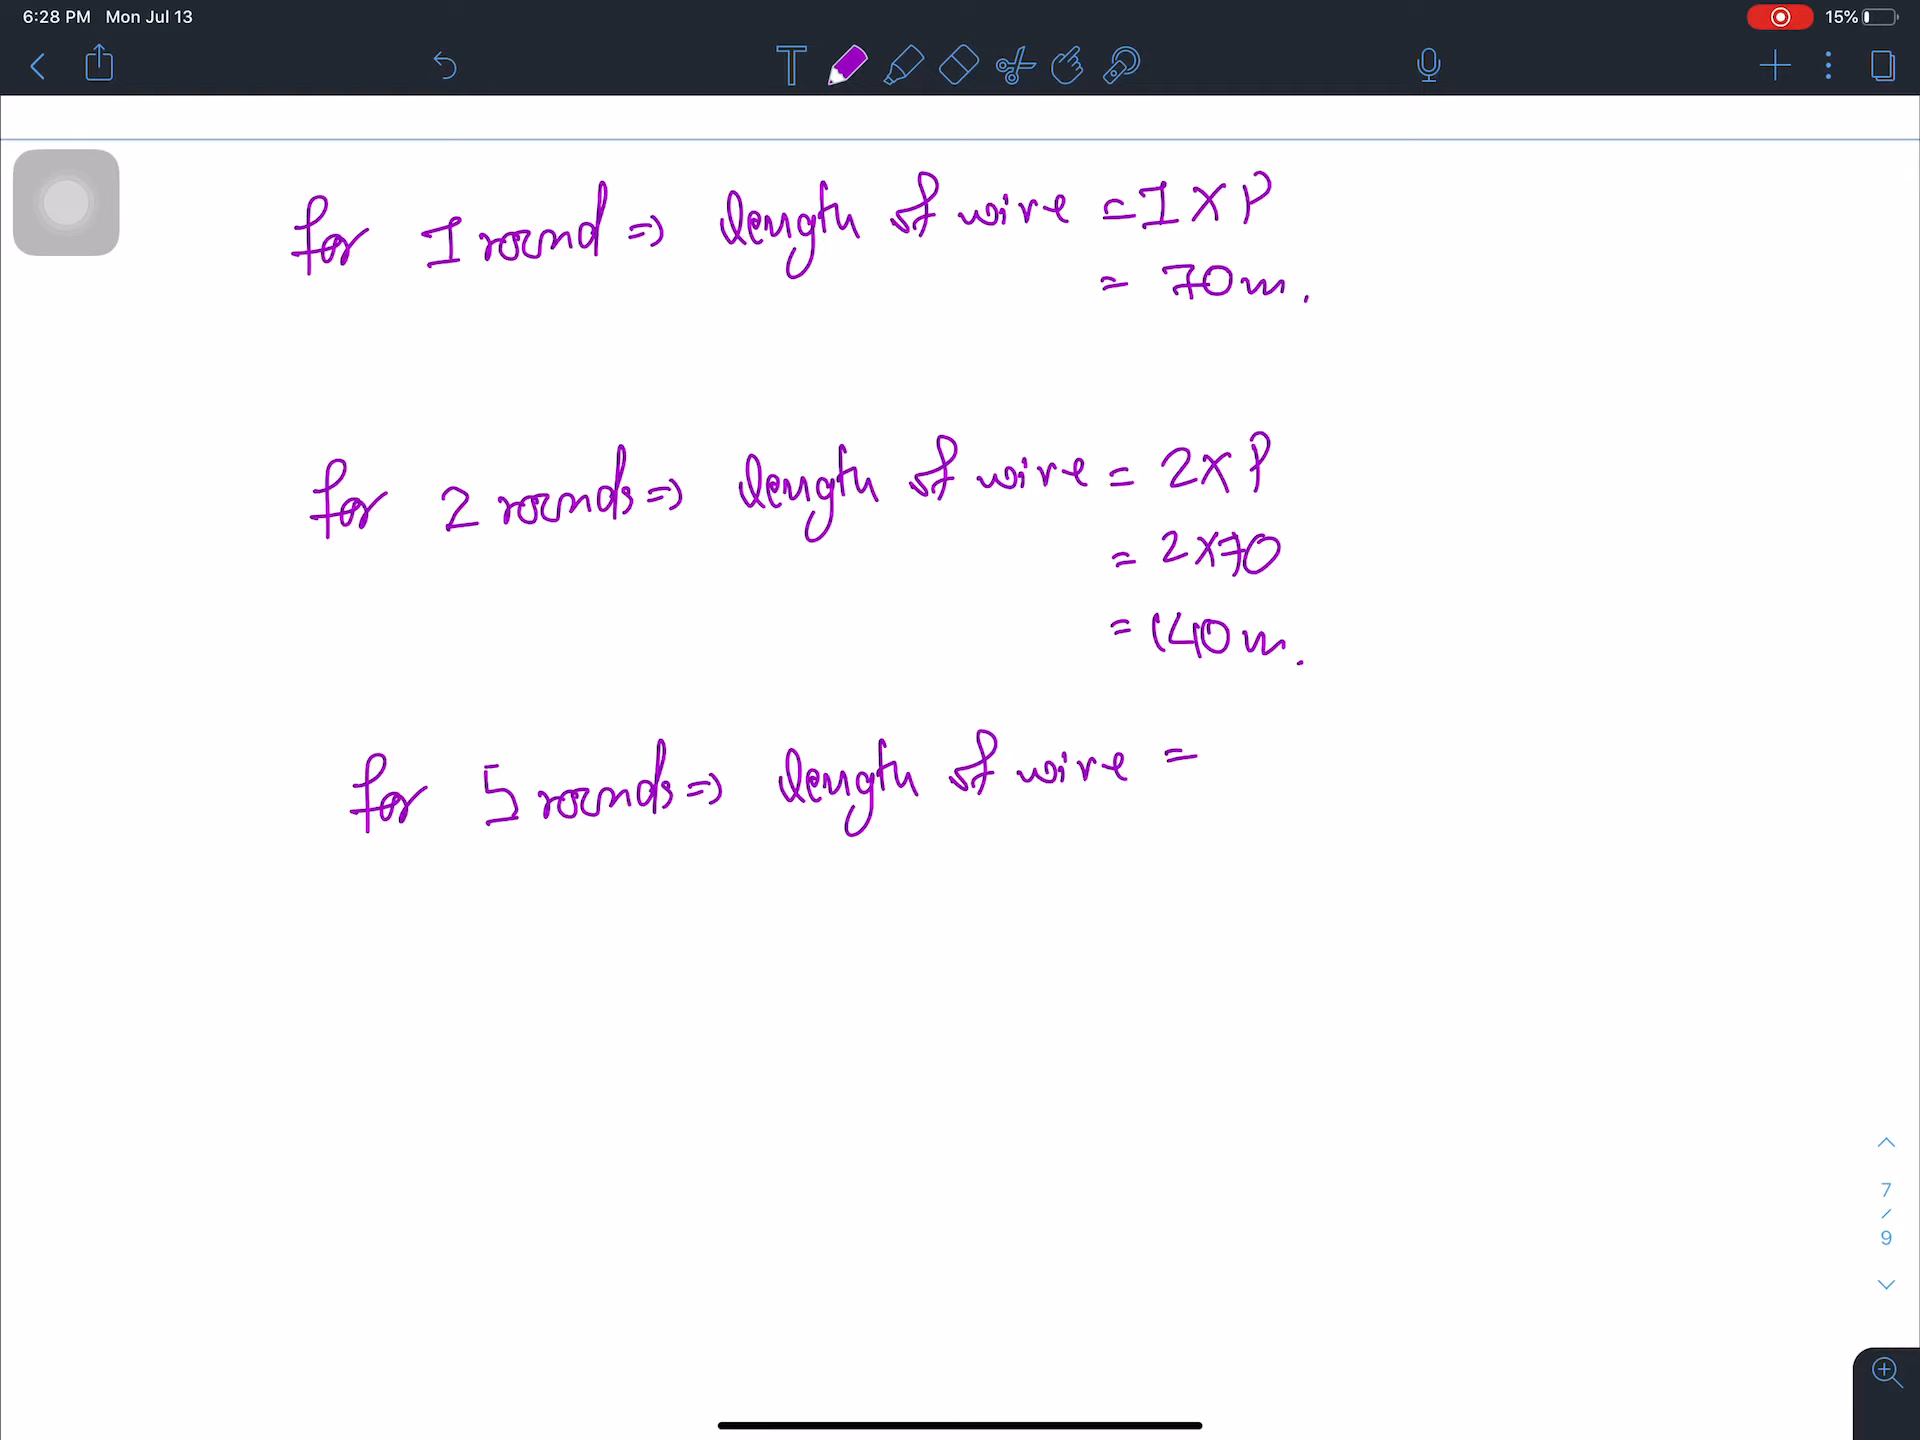 6:28 PM Mon Jul 13
15%
for 1 round => length of wire = 1 X P
= 70 m.
for 2 rounds => length of wire = 2 X P
= 2 X 70
= 140 m.
for 5 rounds => length of wire =
7
/
9